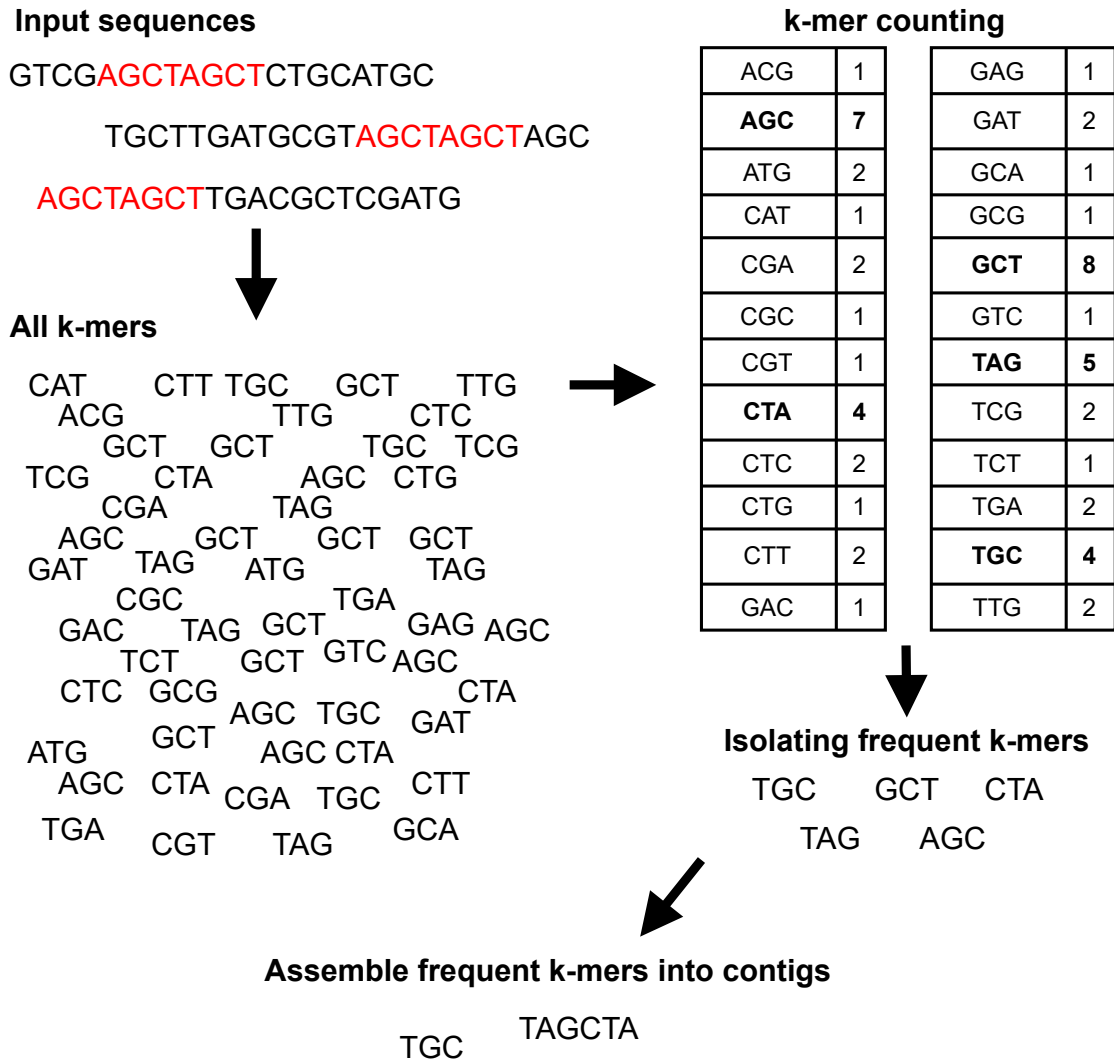 Input sequences
GTCGAGCTAGCTCTGCATGC
TGCTTGATGCGTAGCTAGCTAGC
AGCTAGCTTGACGCTCGATG
All k-mers
CAT CTT TGC GCT TTG
ACG TTG CTC
GCT GCT TGC TCG
TCG CTA AGC CTG
CGA TAG
AGC GCT GCT GCT
GAT TAG ATG TAG
CGC TGA
GAC TAG GCT GAG AGC
TCT GCT GTC AGC
CTC GCG CTA
AGC TGC GAT
GCT
ATG AGC CTA
AGC CTA CGA TGC CTT
TGA CGT TAG GCA
k-mer counting
ACG 1
AGC 7
ATG 2
CAT 1
CGA 2
CGC 1
CGT 1
CTA 4
CTC 2
CTG 1
CTT 2
GAC 1
GAG 1
GAT 2
GCA 1
GCG 1
GCT 8
GTC 1
TAG 5
TCG 2
TCT 1
TGA 2
TGC 4
TTG 2
Isolating frequent k-mers
TGC GCT CTA
TAG AGC
Assemble frequent k-mers into contigs
TGC TAGCTA